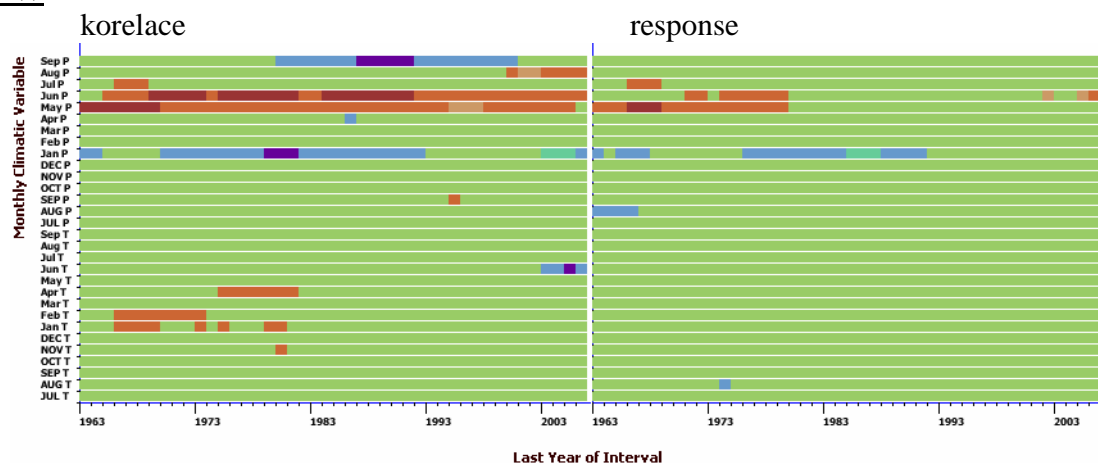 korelace
response
Monthly Climatic Variable
Sep P
Aug P
Jul P
Jun P
May P
Apr P
Mar P
Feb P
Jan P
DEC P
NOV P
OCT P
SEP P
AUG P
JUL P
Sep T
Aug T
Jul T
Jun T
May T
Apr T
Mar T
Feb T
Jan T
DEC T
NOV T
OCT T
SEP T
AUG T
JUL T
1963 1973 1983 1993 2003 1963 1973 1983 1993 2003
Last Year of Interval